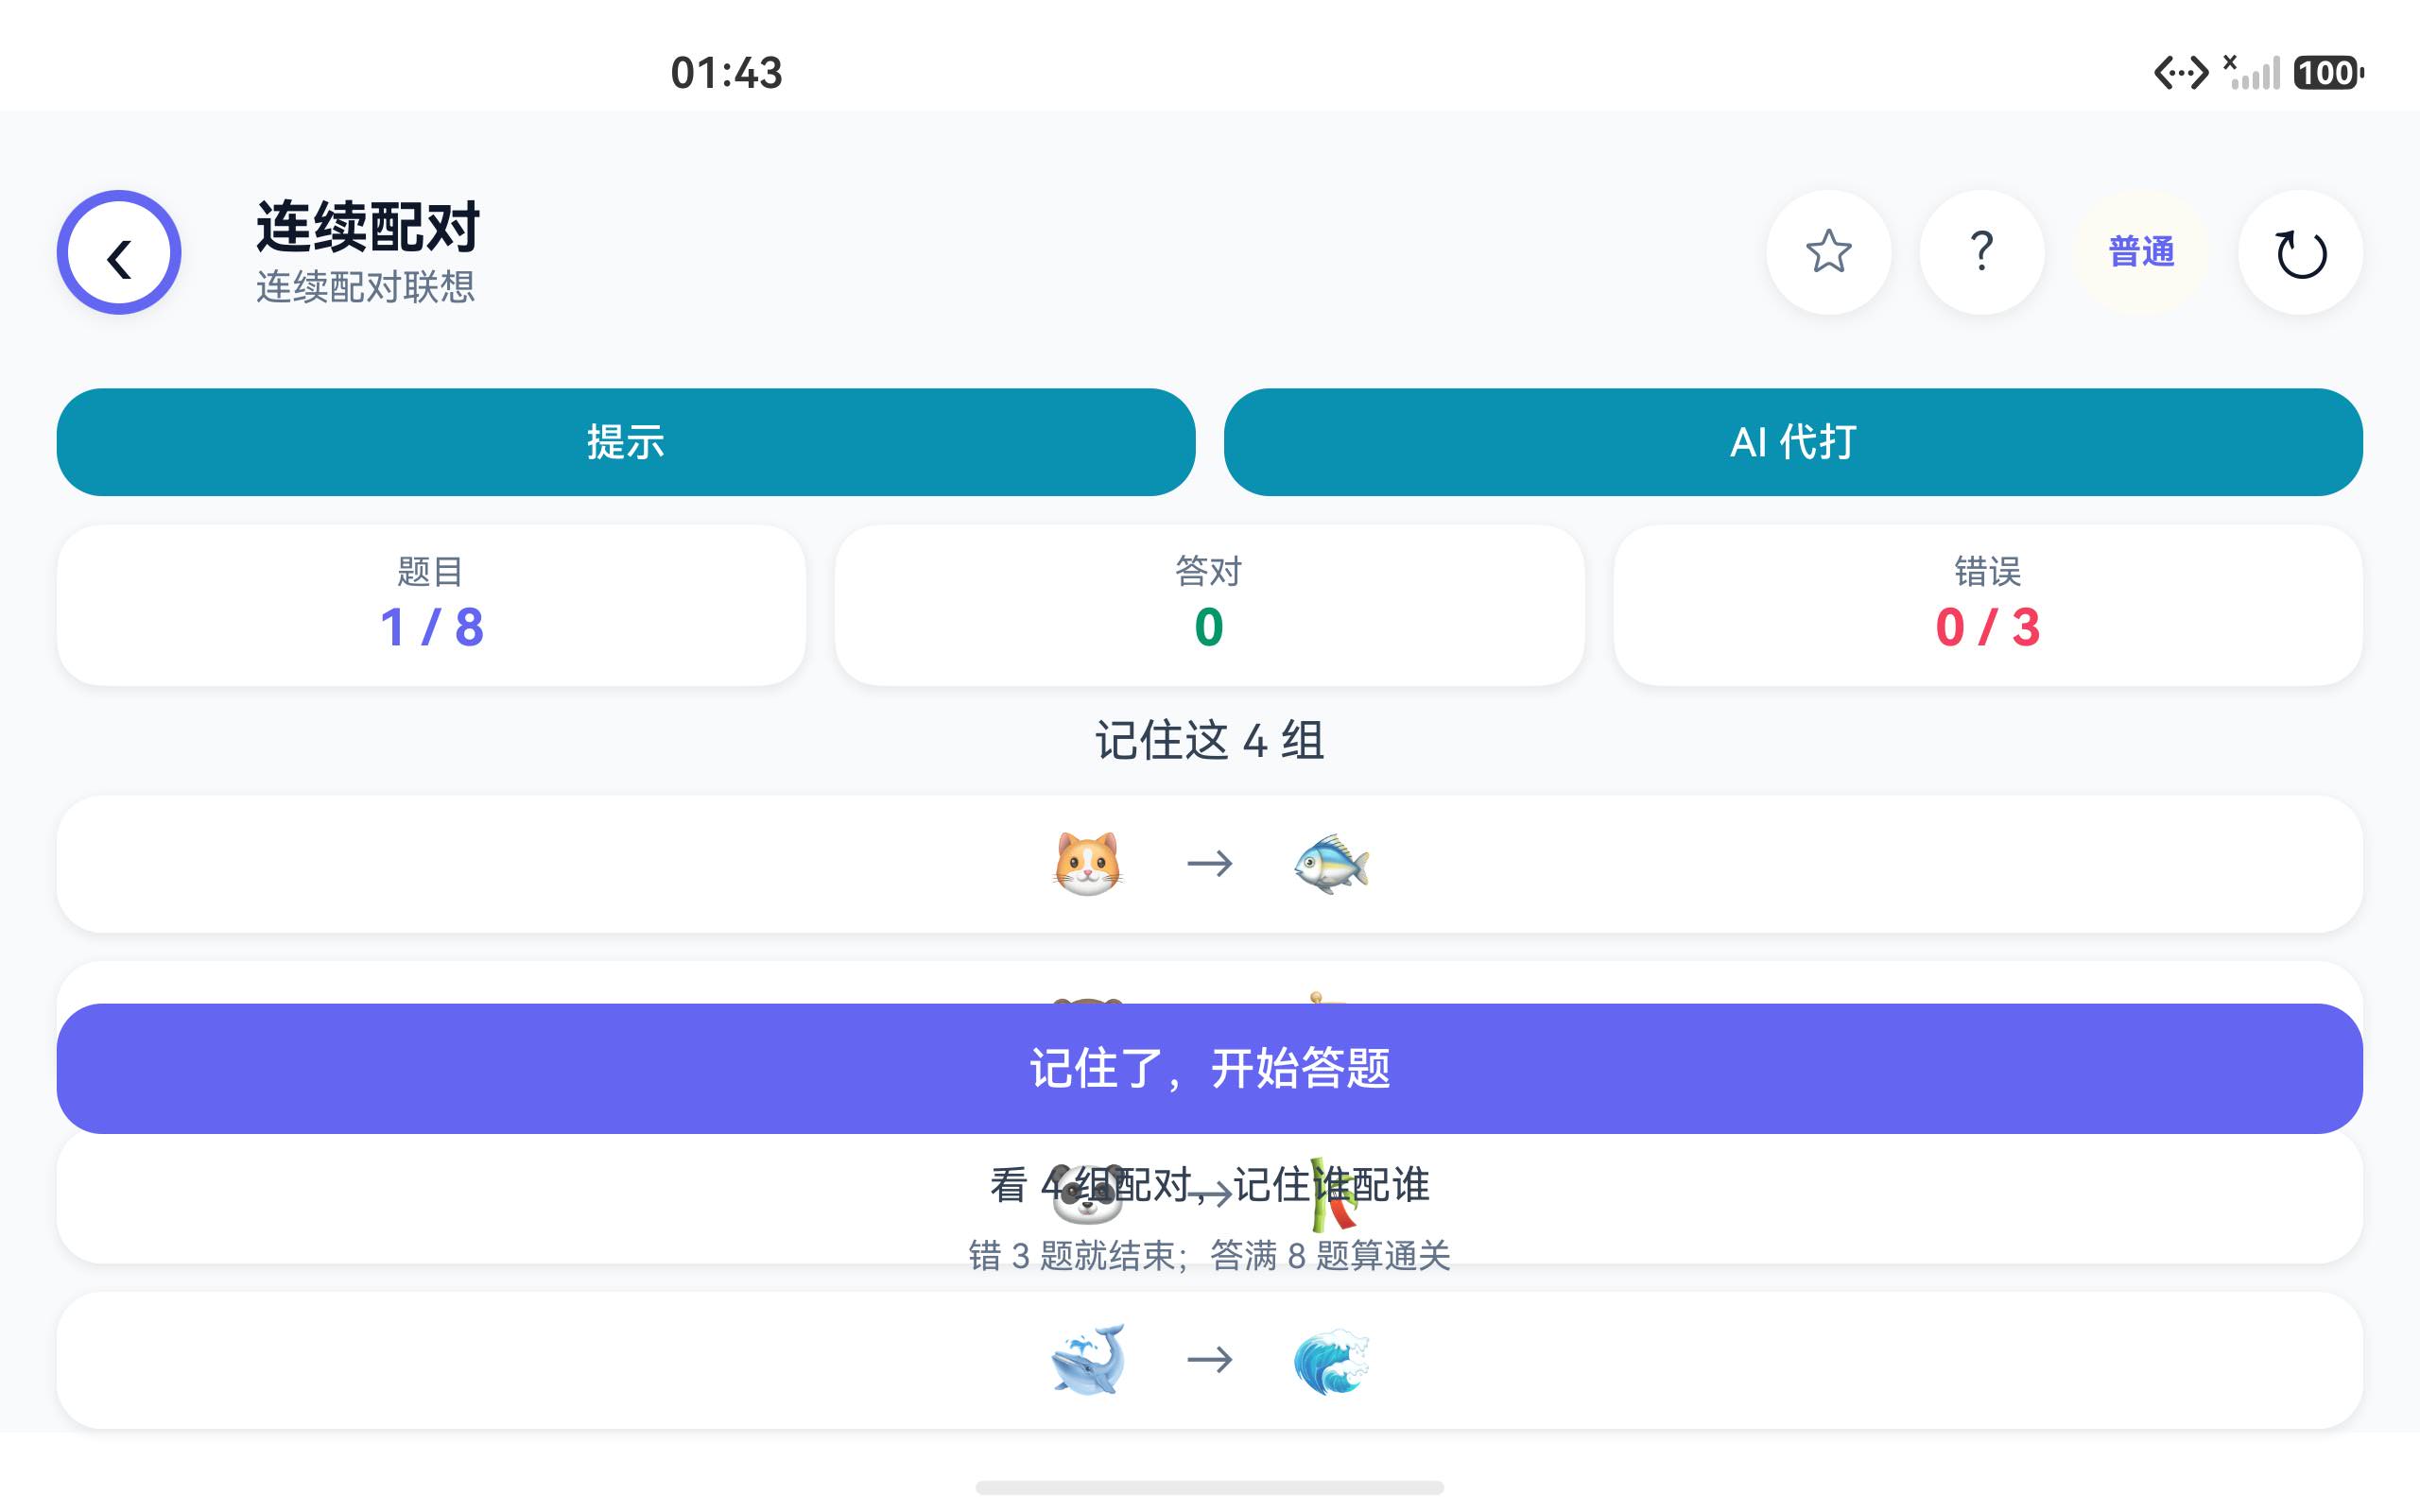 01:43
100
连续配对
连续配对联想
?
普通
提示
AI 代打
题目
1 / 8
答对
0
错误
0 / 3
记住这 4 组
→
记住了，开始答题
看 4 组配对，记住谁配谁
→
错 3 题就结束；答满 8 题算通关
→